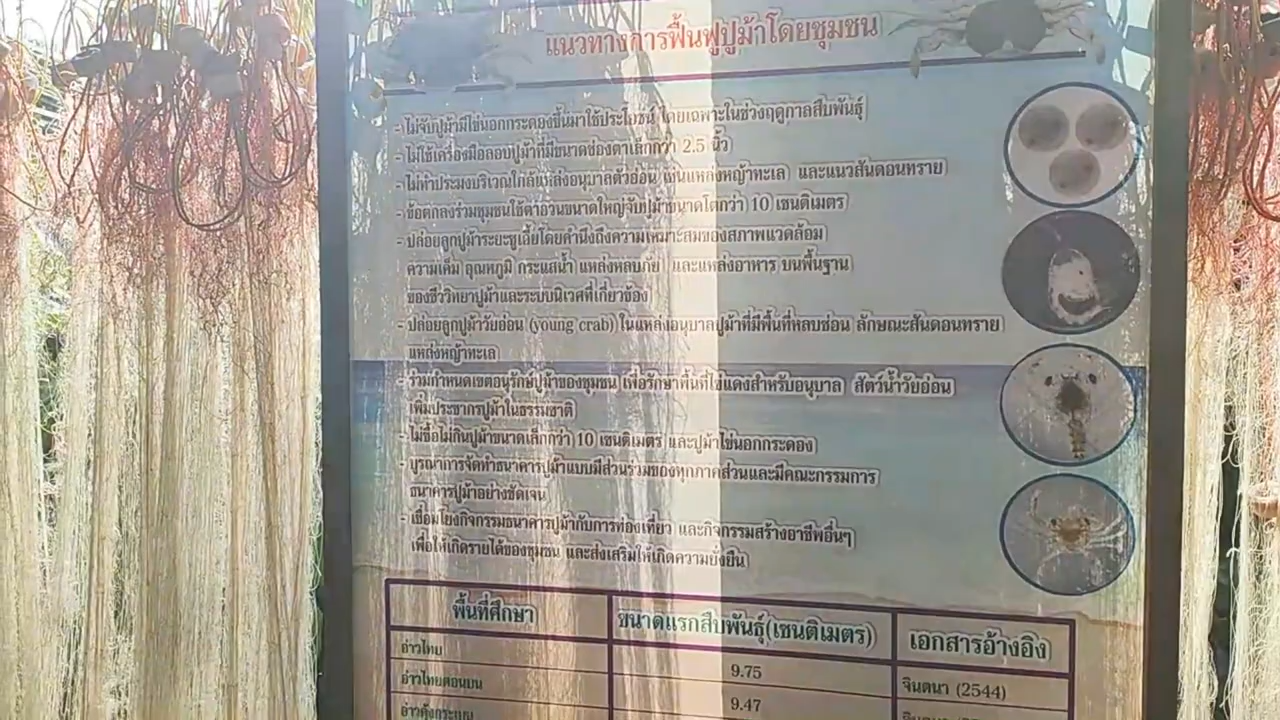 แนวทางการฟื้นฟูปูม้าโดยชุมชน
- ไม่จับปูม้ามีไข่นอกกระดองขึ้นมาใช้ประโยชน์ โดยเฉพาะในช่วงฤดูกาลสืบพันธุ์
- ไม่ใช้เครื่องมือลอบปูม้าที่มีขนาดช่องตาเล็กกว่า 2.5 นิ้ว
- ไม่ทำประมงบริเวณใกล้แหล่งอนุบาลตัวอ่อน เช่นแหล่งหญ้าทะเล และแนวสันดอนทราย
- ข้อตกลงร่วมชุมชนใช้ตาอวนขนาดใหญ่จับปูม้าขนาดโตกว่า 10 เซนติเมตร
- ปล่อยลูกปูม้าระยะซูเอี้ยโดยคำนึงถึงความเหมาะสมของสภาพแวดล้อม
ความเค็ม อุณหภูมิ กระแสน้ำ แหล่งหลบภัย และแหล่งอาหาร บนพื้นฐาน
ของชีววิทยาปูม้าและระบบนิเวศที่เกี่ยวข้อง
- ปล่อยลูกปูม้าวัยอ่อน (young crab) ในแหล่งอนุบาลปูม้าที่มีพื้นที่หลบซ่อน ลักษณะสันดอนทราย
แหล่งหญ้าทะเล
- ร่วมกำหนดเขตอนุรักษ์ปูม้าของชุมชน เพื่อรักษาพื้นที่ไข่แดงสำหรับอนุบาล สัตว์น้ำวัยอ่อน
เพิ่มประชากรปูม้าในธรรมชาติ
- ไม่ซื้อไม่กินปูม้าขนาดเล็กกว่า 10 เซนติเมตร และปูม้าไข่นอกกระดอง
- บูรณาการจัดทำธนาคารปูม้าแบบมีส่วนร่วมของทุกภาคส่วนและมีคณะกรรมการ
ธนาคารปูม้าอย่างชัดเจน
- เชื่อมโยงกิจกรรมธนาคารปูม้ากับการท่องเที่ยว และกิจกรรมสร้างอาชีพอื่นๆ
เพื่อให้เกิดรายได้ของชุมชน และส่งเสริมให้เกิดความยั่งยืน
พื้นที่ศึกษา ขนาดแรกสืบพันธุ์(เซนติเมตร) เอกสารอ้างอิง
อ่าวไทย 9.75 จินตนา (2544)
อ่าวไทยตอนบน 9.47
อ่าวคุ้งกระเบน